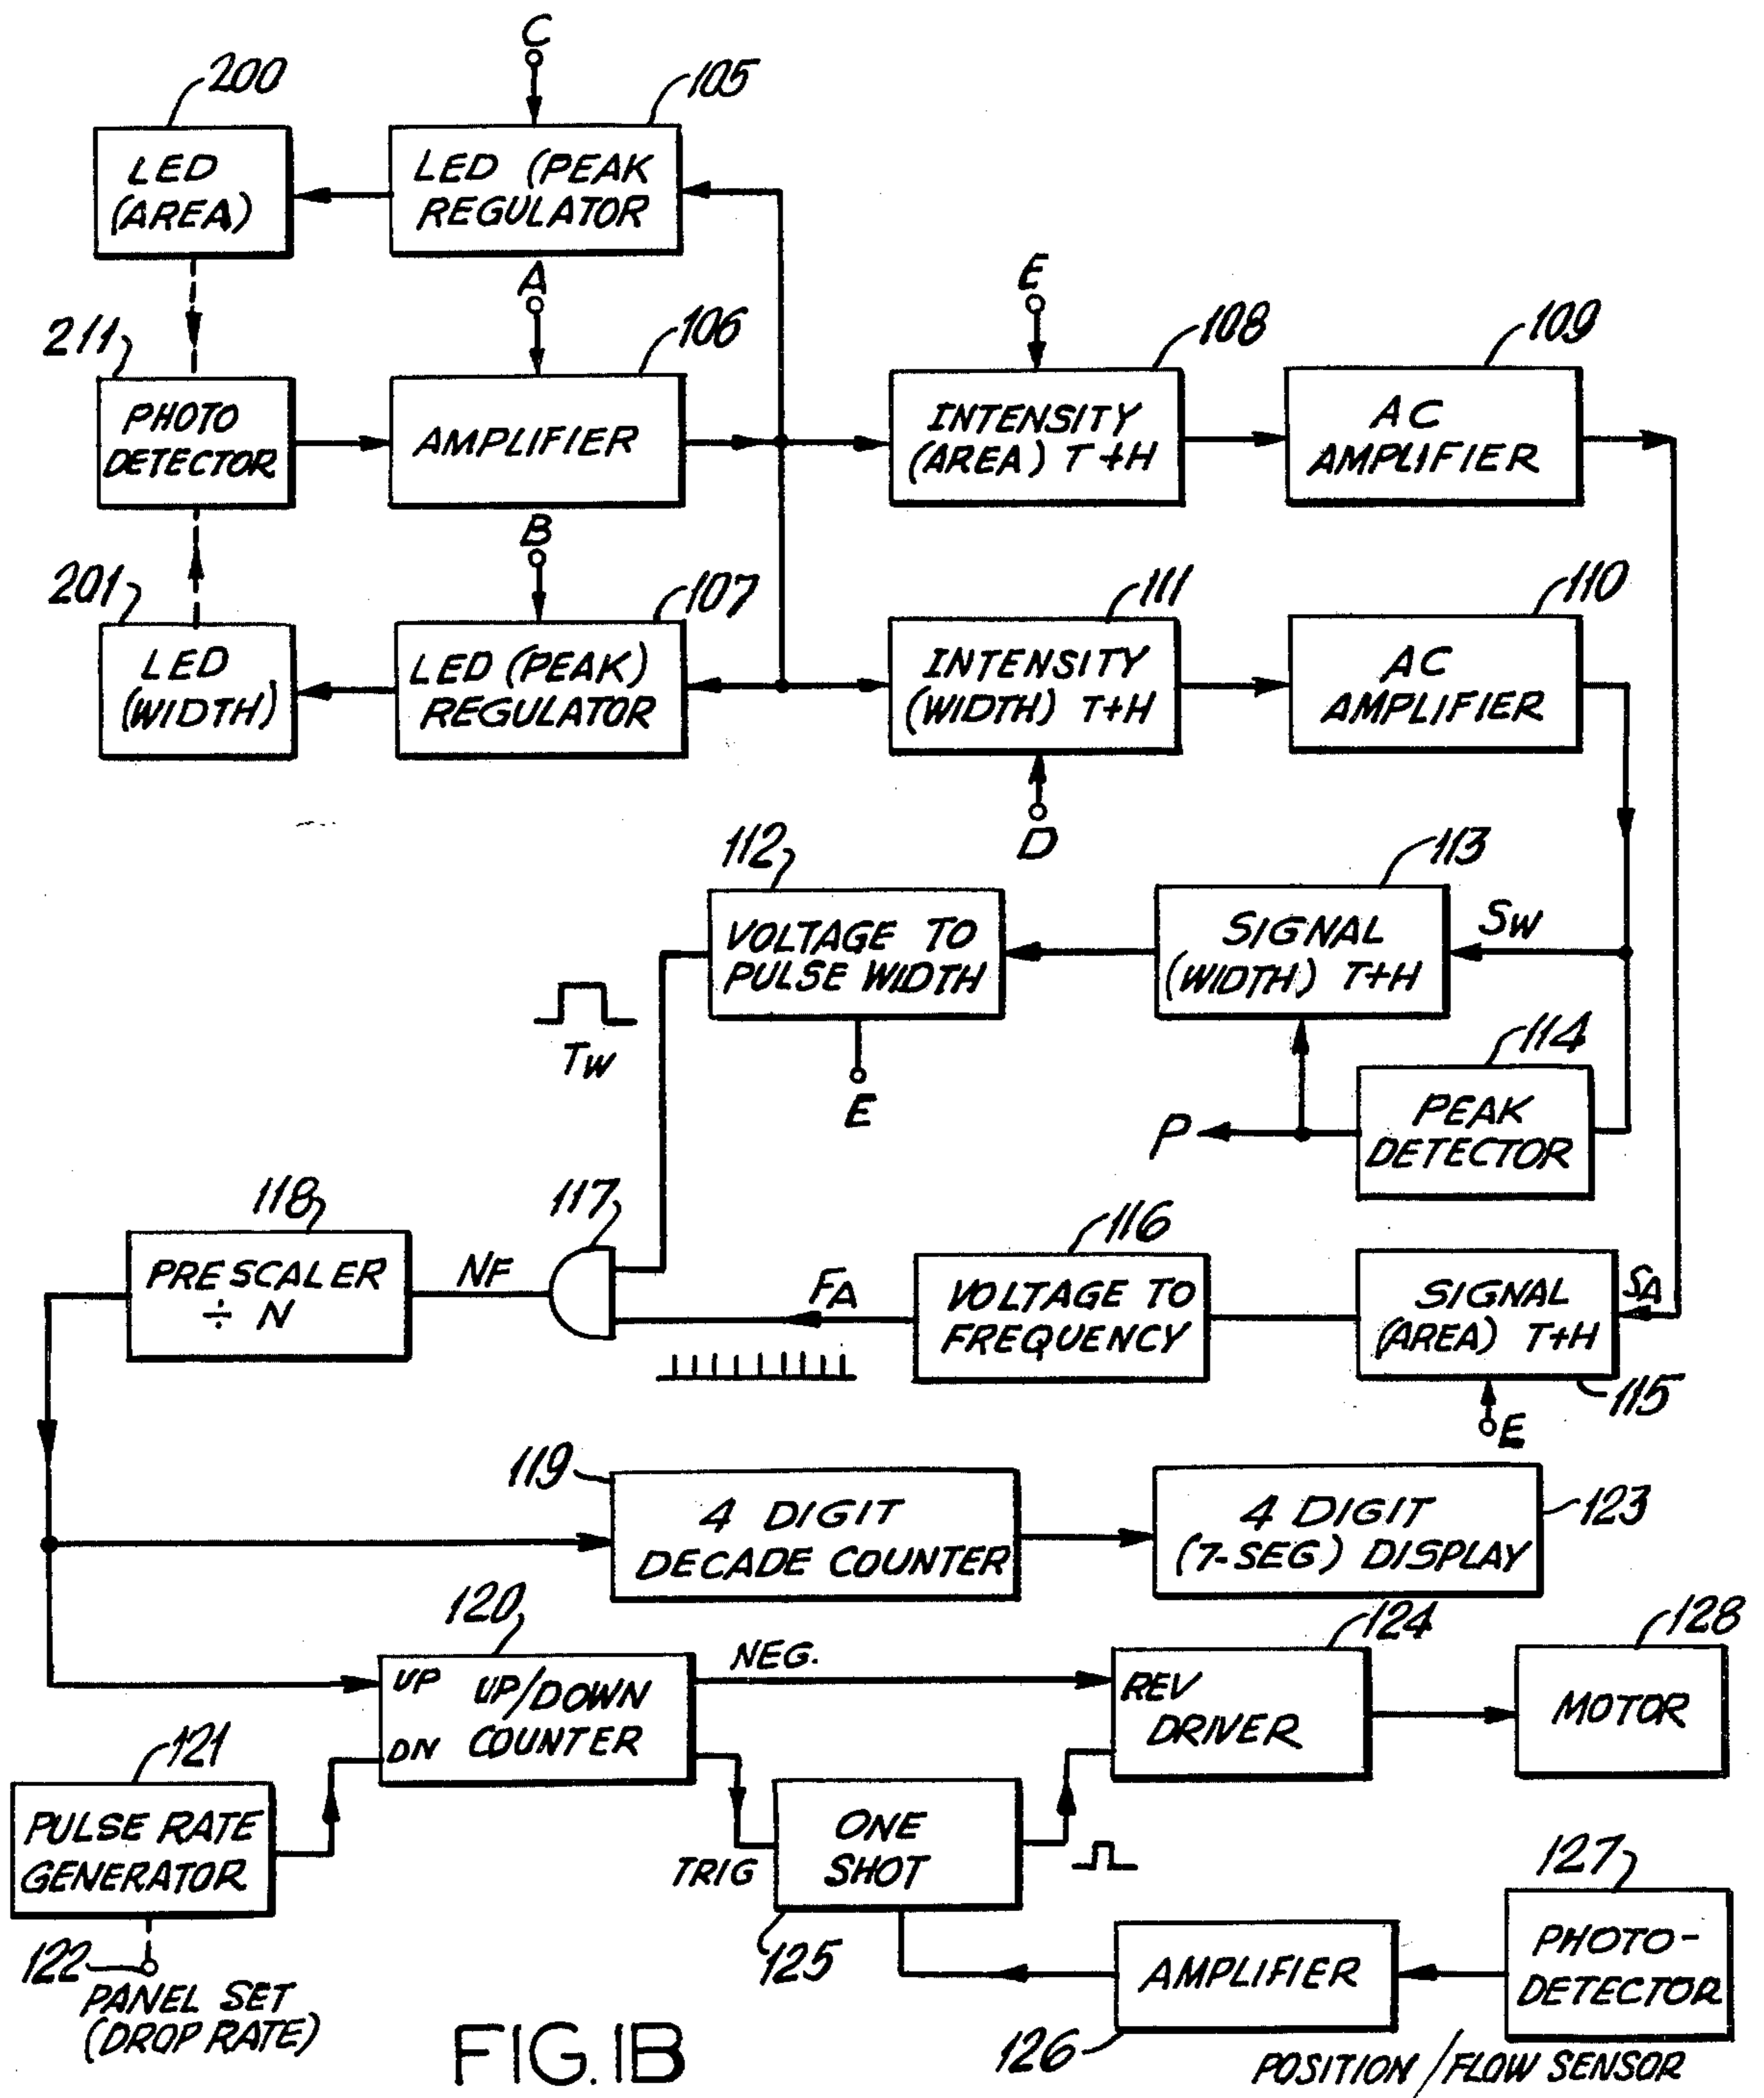 C
200
105
LED
(AREA)
LED (PEAK
REGULATOR
A
E
211
106
108
109
PHOTO
DETECTOR
AMPLIFIER
INTENSITY
(AREA) T+H
AC
AMPLIFIER
B
201
107
111
110
LED
(WIDTH)
LED (PEAK)
REGULATOR
INTENSITY
(WIDTH) T+H
AC
AMPLIFIER
D
112
113
VOLTAGE TO
PULSE WIDTH
SIGNAL
(WIDTH) T+H
SW
TW
E
114
P
PEAK
DETECTOR
118
117
116
PRESCALER
÷ N
NF
FA
VOLTAGE TO
FREQUENCY
SIGNAL
(AREA) T+H
SA
115
E
119
4 DIGIT
DECADE COUNTER
4 DIGIT
(7-SEG) DISPLAY
123
120
NEG.
124
128
UP
UP/DOWN
COUNTER
DN
REV
DRIVER
MOTOR
121
PULSE RATE
GENERATOR
TRIG
ONE
SHOT
127
122
PANEL SET
(DROP RATE)
125
AMPLIFIER
PHOTO-
DETECTOR
126
POSITION/FLOW SENSOR
FIG. 1B